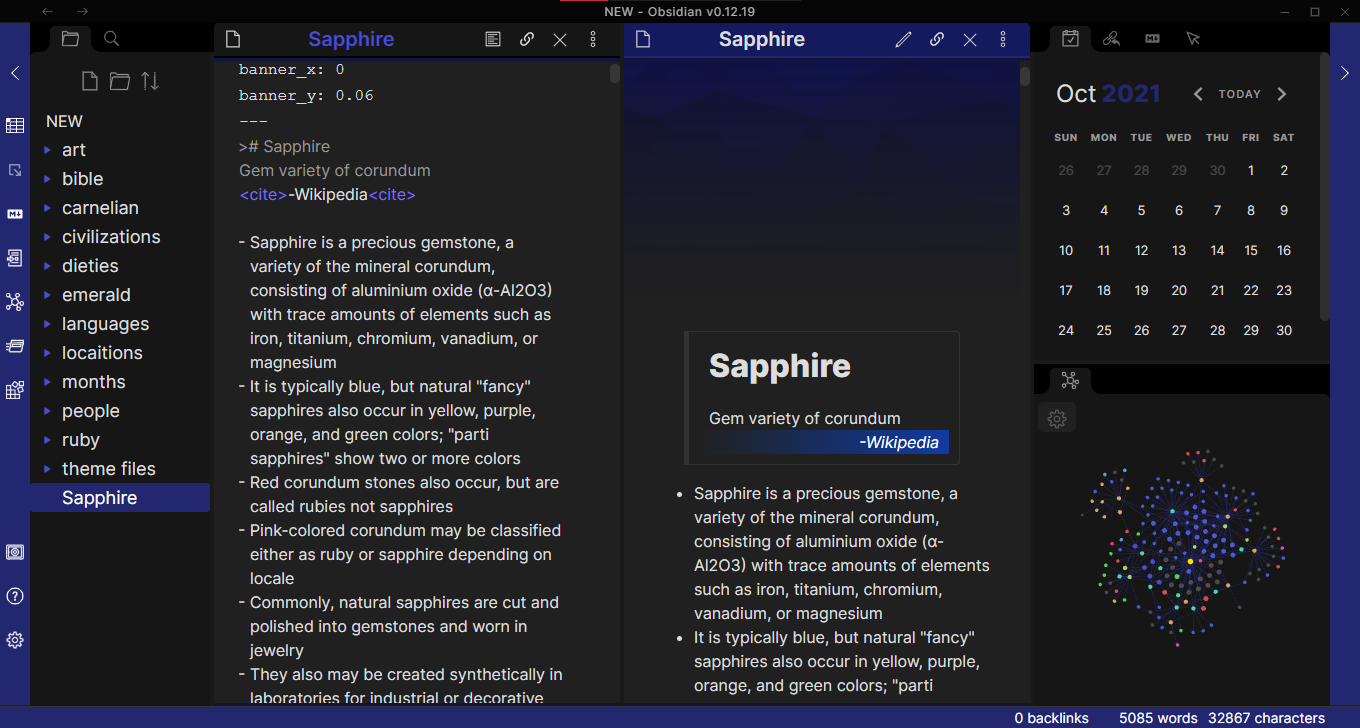 NEW - Obsidian v0.12.19
NEW
art
bible
carnelian
civilizations
dieties
emerald
languages
locaitions
months
people
ruby
theme files
Sapphire
Sapphire
banner_x: 0
banner_y: 0.06
---
># Sapphire
Gem variety of corundum
<cite>-Wikipedia<cite>
- Sapphire is a precious gemstone, a
variety of the mineral corundum,
consisting of aluminium oxide (α-Al2O3)
with trace amounts of elements such as
iron, titanium, chromium, vanadium, or
magnesium
- It is typically blue, but natural "fancy"
sapphires also occur in yellow, purple,
orange, and green colors; "parti
sapphires" show two or more colors
- Red corundum stones also occur, but are
called rubies not sapphires
- Pink-colored corundum may be classified
either as ruby or sapphire depending on
locale
- Commonly, natural sapphires are cut and
polished into gemstones and worn in
jewelry
- They also may be created synthetically in
laboratories for industrial or decorative
Sapphire
Sapphire
Gem variety of corundum
-Wikipedia
• Sapphire is a precious gemstone, a
variety of the mineral corundum,
consisting of aluminium oxide (α-
Al2O3) with trace amounts of elements
such as iron, titanium, chromium,
vanadium, or magnesium
• It is typically blue, but natural "fancy"
sapphires also occur in yellow, purple,
orange, and green colors; "parti
Oct 2021
TODAY
SUN MON TUE WED THU FRI SAT
26 27 28 29 30 1 2
3 4 5 6 7 8 9
10 11 12 13 14 15 16
17 18 19 20 21 22 23
24 25 26 27 28 29 30
0 backlinks 5085 words 32867 characters